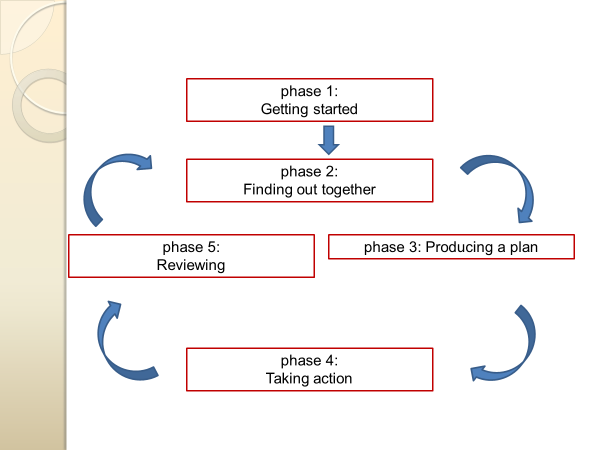 phase 1:
Getting started
phase 2:
Finding out together
phase 5:
Reviewing
phase 3: Producing a plan
phase 4:
Taking action